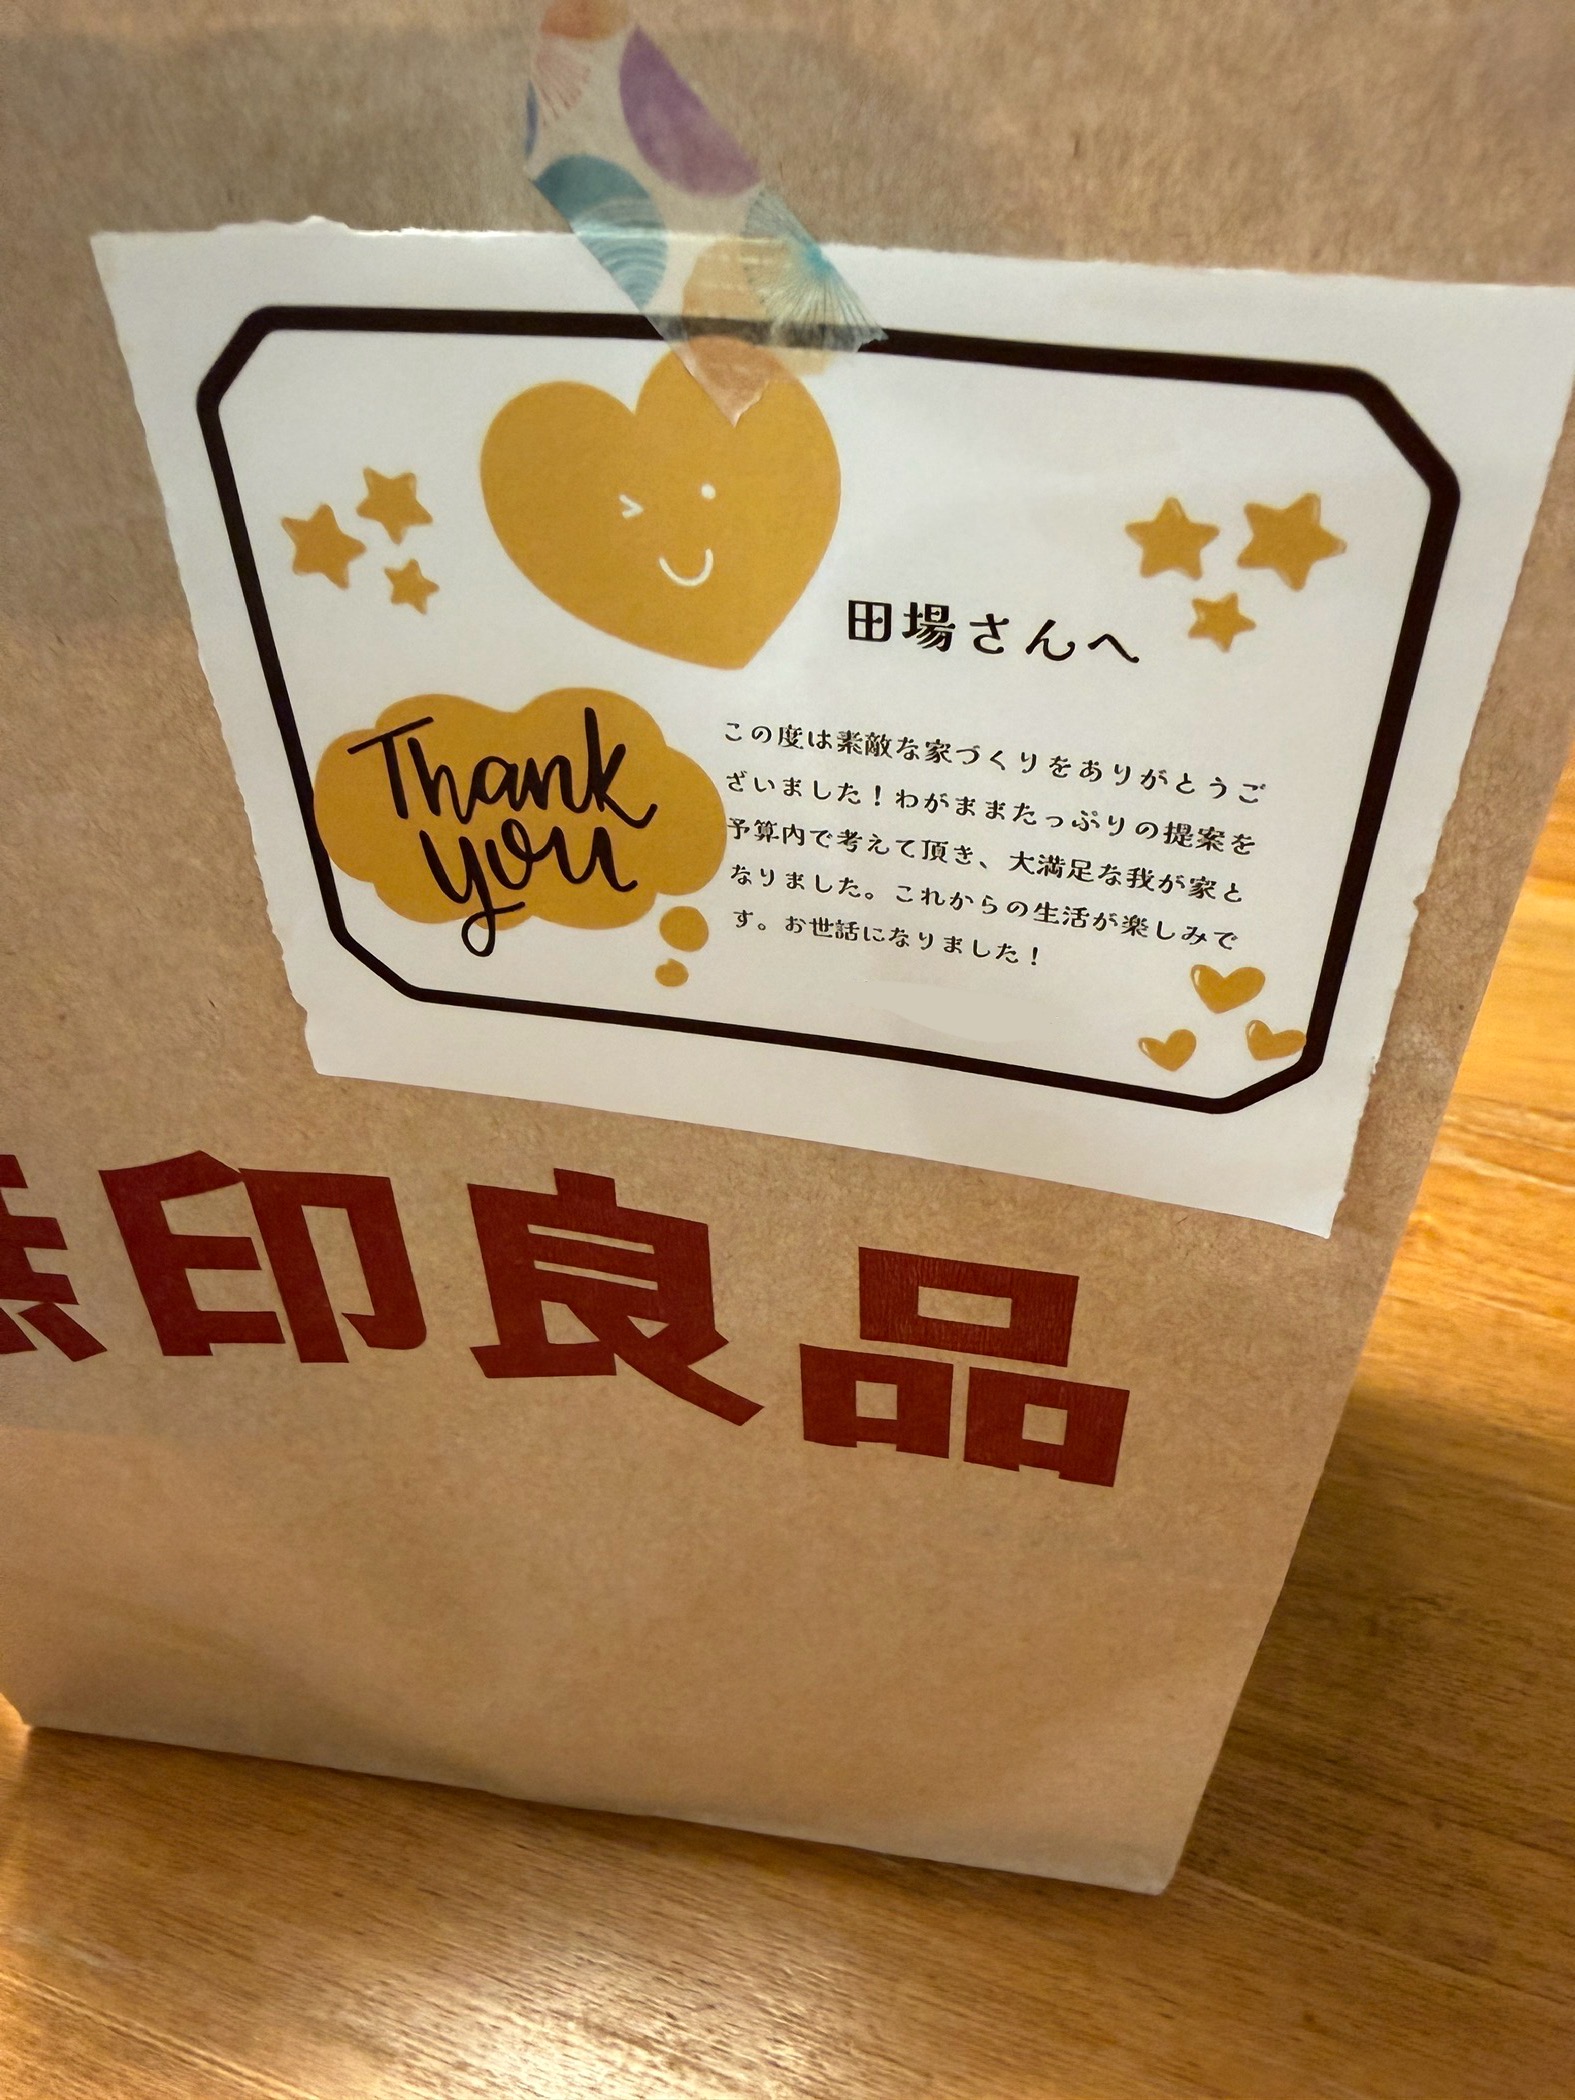 田場さんへ
Thank
you
この度は素敵な家づくりをありがとうご
ざいました！わがままたっぷりの提案を
予算内で考えて頂き、大満足な我が家と
なりました。これからの生活が楽しみで
す。お世話になりました！
無印良品